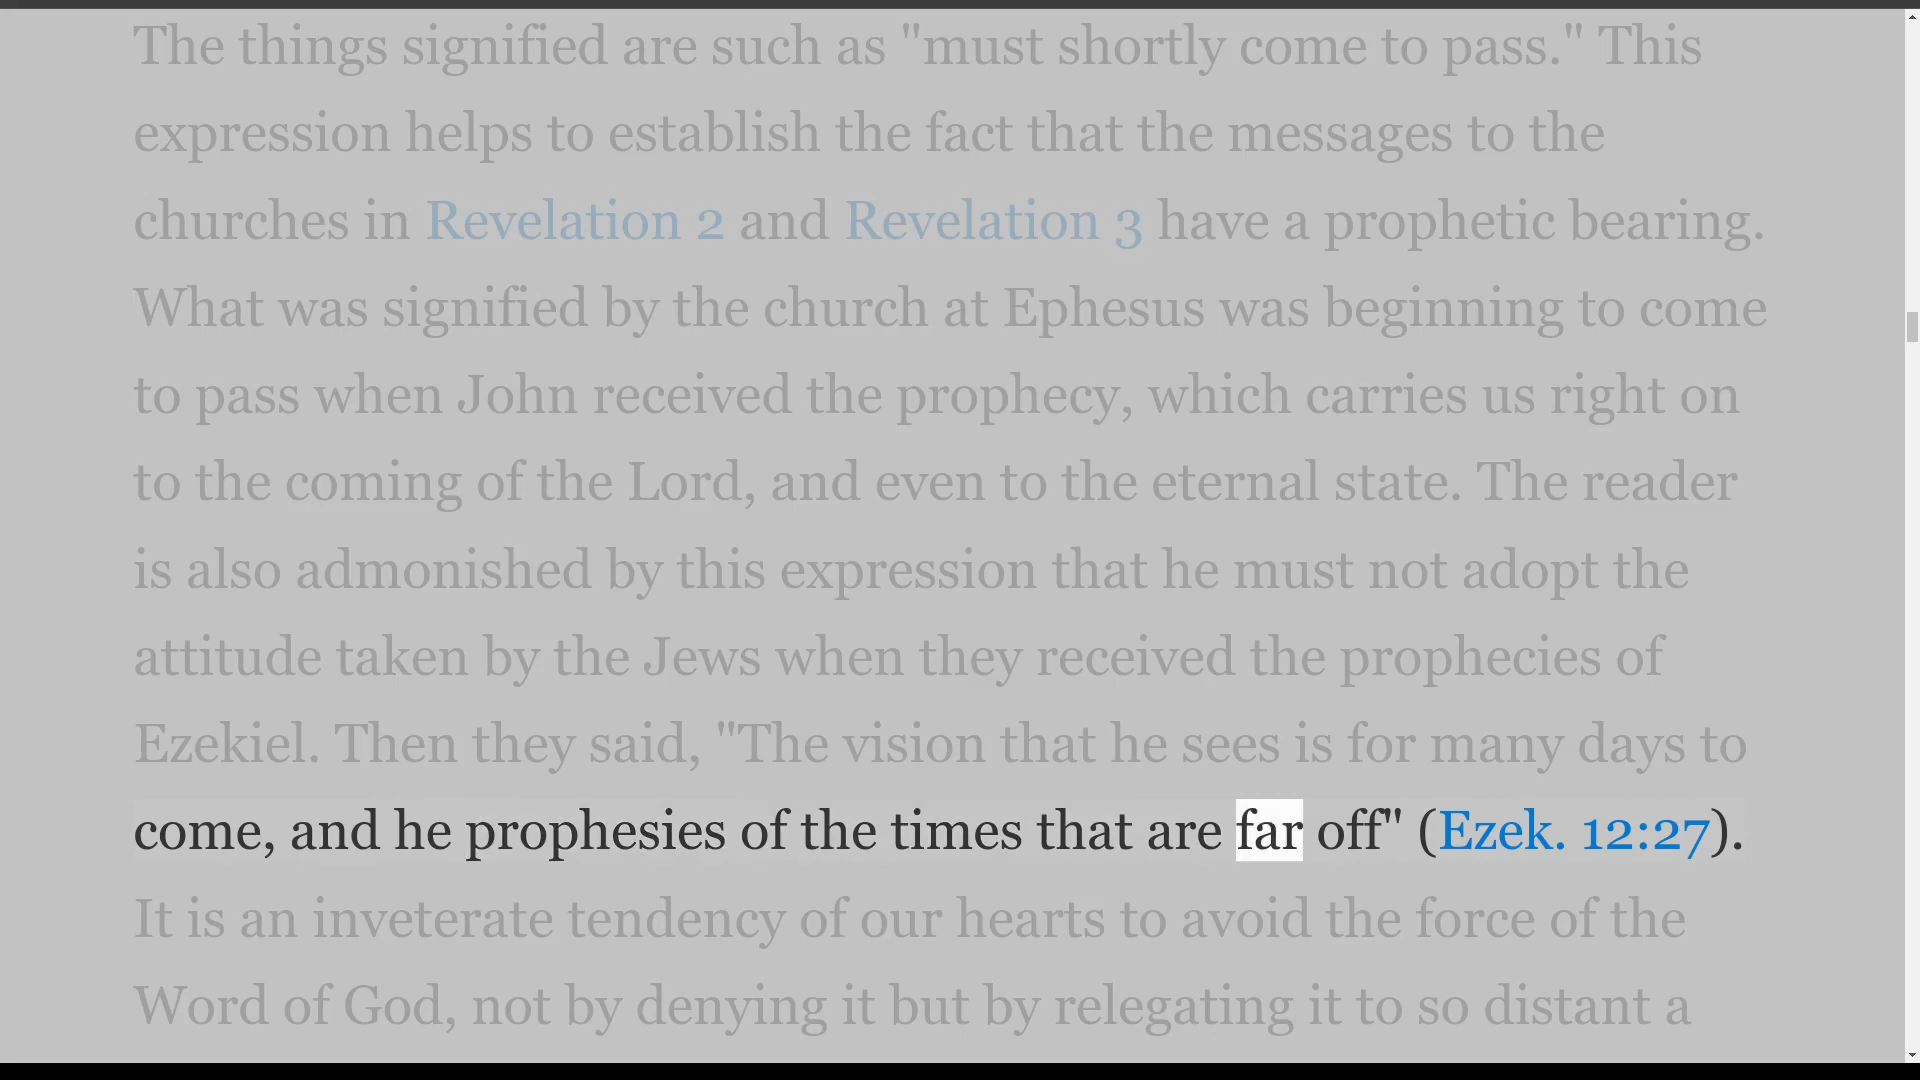 The things signified are such as "must shortly come to pass." This
expression helps to establish the fact that the messages to the
churches in Revelation 2 and Revelation 3 have a prophetic bearing.
What was signified by the church at Ephesus was beginning to come
to pass when John received the prophecy, which carries us right on
to the coming of the Lord, and even to the eternal state. The reader
is also admonished by this expression that he must not adopt the
attitude taken by the Jews when they received the prophecies of
Ezekiel. Then they said, "The vision that he sees is for many days to
come, and he prophesies of the times that are far off" (Ezek. 12:27).
It is an inveterate tendency of our hearts to avoid the force of the
Word of God, not by denying it but by relegating it to so distant a